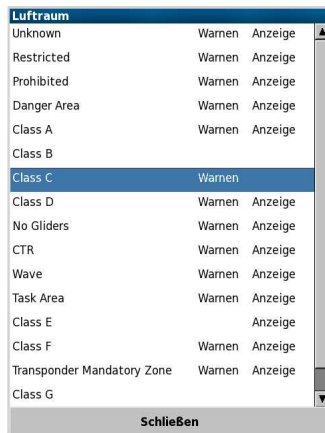 Luftraum
Unknown Warnen Anzeige
Restricted Warnen Anzeige
Prohibited Warnen Anzeige
Danger Area Warnen Anzeige
Class A Warnen Anzeige
Class B
Class C Warnen
Class D Warnen Anzeige
No Gliders Warnen Anzeige
CTR Warnen Anzeige
Wave Warnen Anzeige
Task Area Warnen Anzeige
Class E Anzeige
Class F Warnen Anzeige
Transponder Mandatory Zone Warnen Anzeige
Class G
Schließen